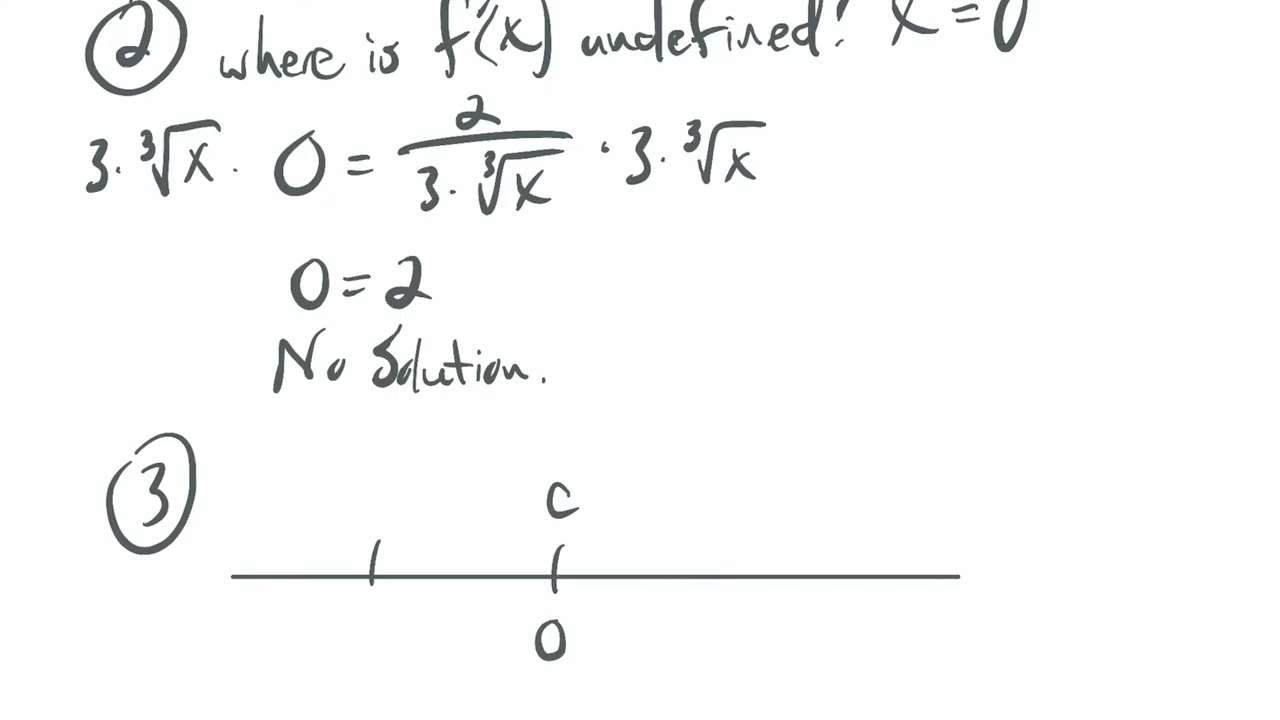 ② where is f'(x) undefined? x = 0
3 · ∛x · 0 = 2 / (3 · ∛x) · 3 · ∛x
0 = 2
No Solution.
③
C
0